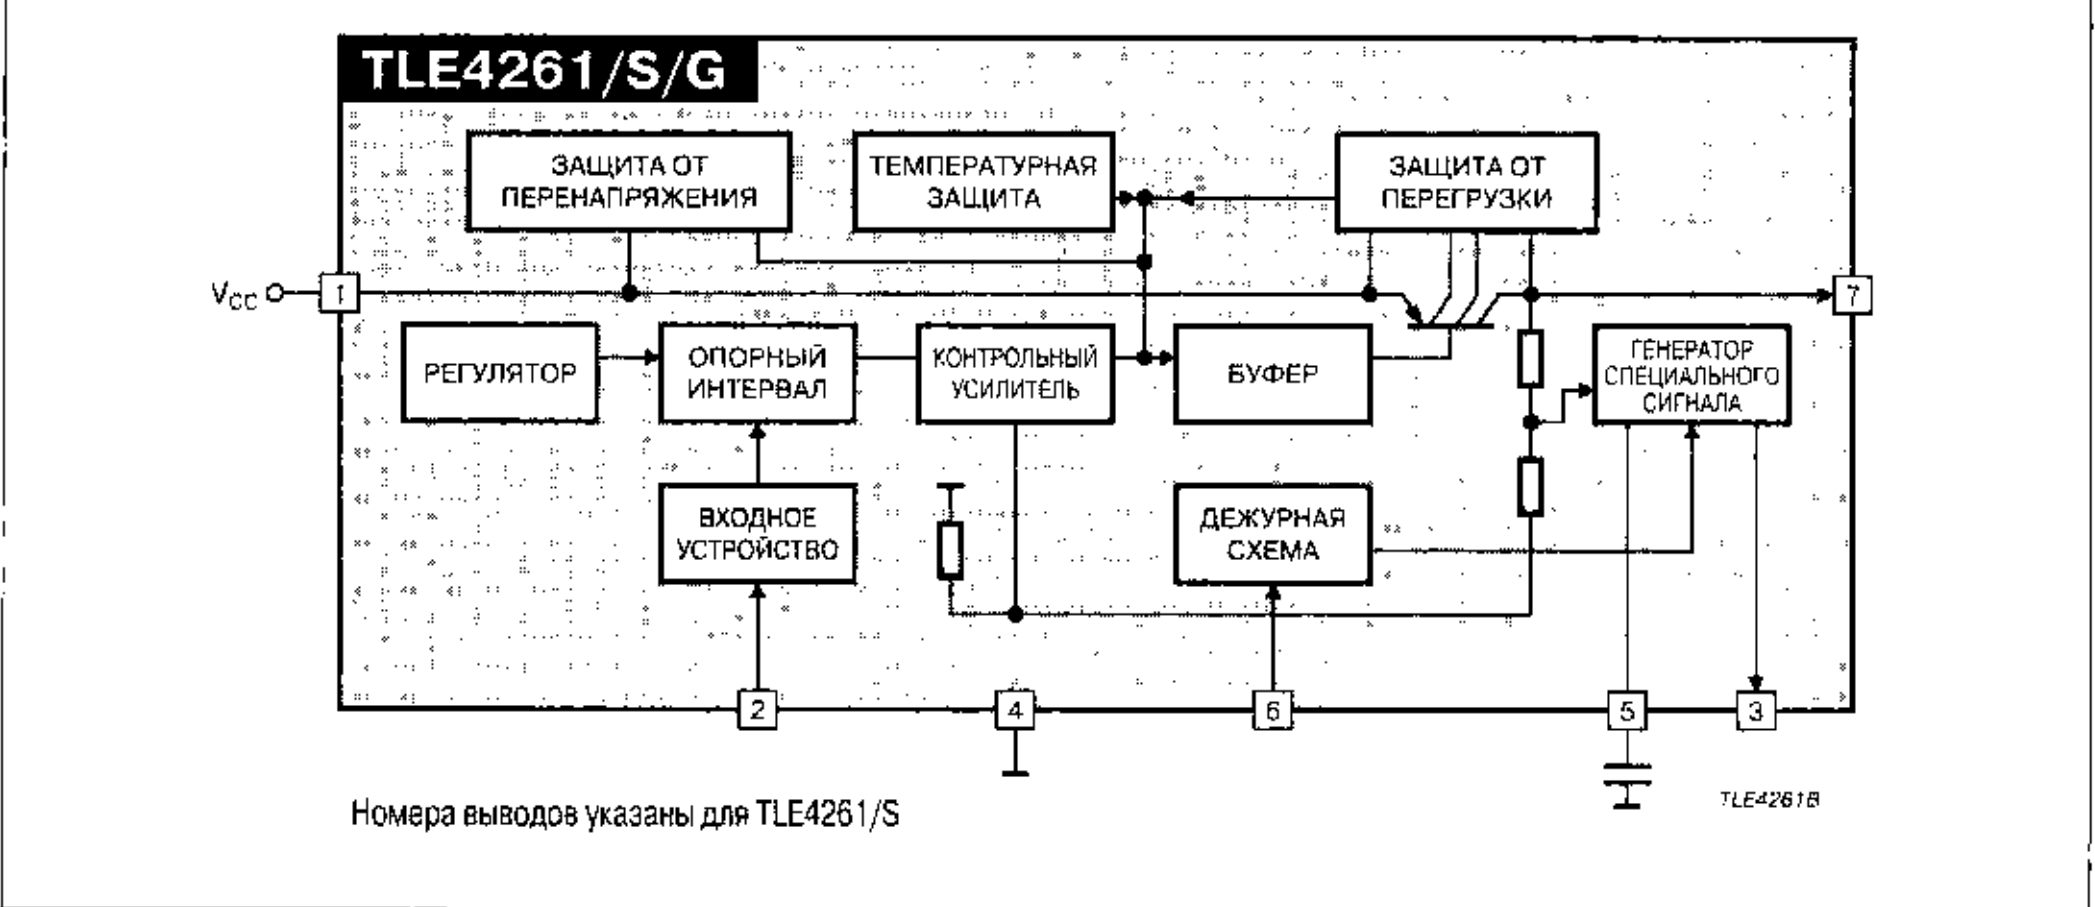 TLE4261/S/G
ЗАЩИТА ОТ
ПЕРЕНАПРЯЖЕНИЯ
ТЕМПЕРАТУРНАЯ
ЗАЩИТА
ЗАЩИТА ОТ
ПЕРЕГРУЗКИ
VCC
1
7
РЕГУЛЯТОР
ОПОРНЫЙ
ИНТЕРВАЛ
КОНТРОЛЬНЫЙ
УСИЛИТЕЛЬ
БУФЕР
ГЕНЕРАТОР
СПЕЦИАЛЬНОГО
СИГНАЛА
ВХОДНОЕ
УСТРОЙСТВО
ДЕЖУРНАЯ
СХЕМА
2
4
6
5
3
TLE4261B
Номера выводов указаны для TLE4261/S